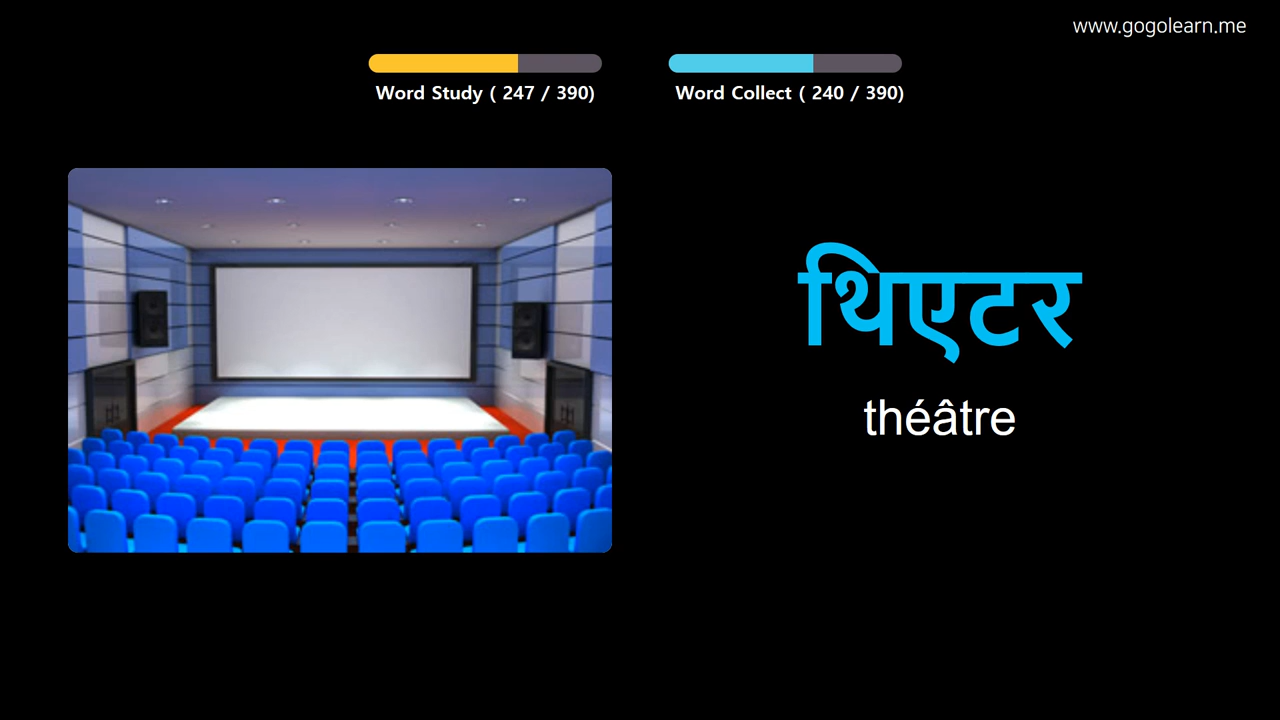 www.gogolearn.me
Word Study ( 247 / 390)
Word Collect ( 240 / 390)
थिएटर
théâtre